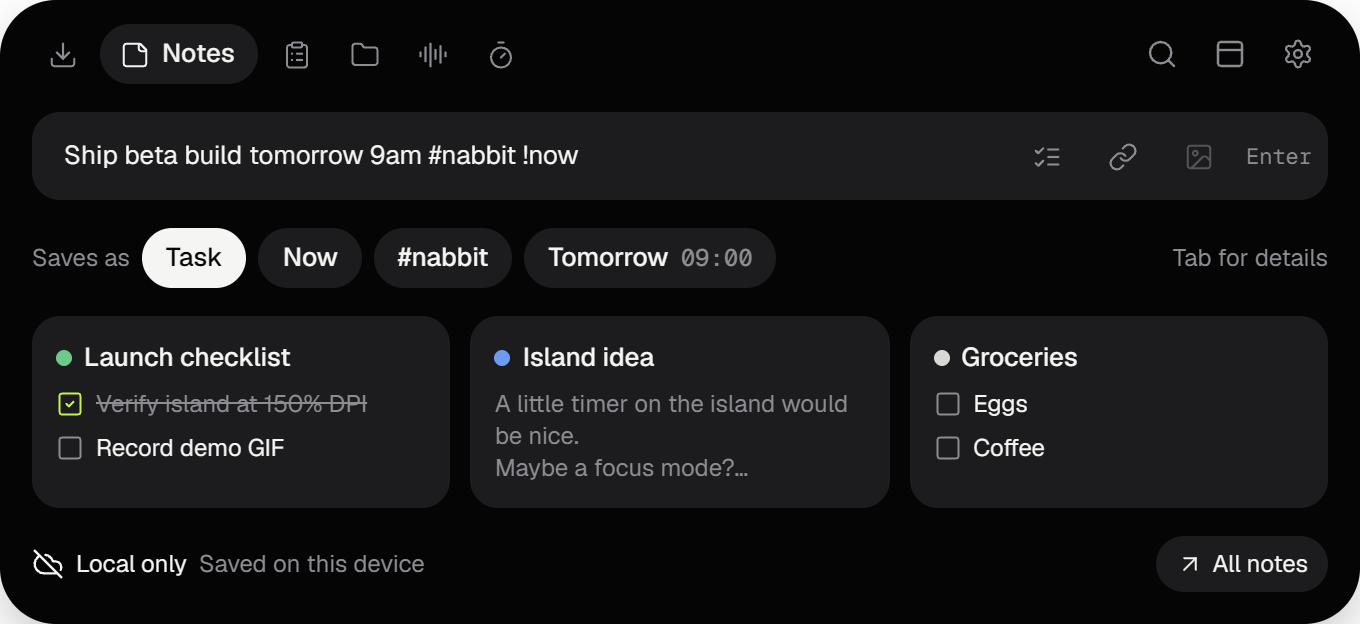 Notes
Ship beta build tomorrow 9am #nabbit !now
Enter
Saves as Task Now #nabbit Tomorrow 09:00 Tab for details
Launch checklist
Verify island at 150% DPI
Record demo GIF
Island idea
A little timer on the island would
be nice.
Maybe a focus mode?...
Groceries
Eggs
Coffee
Local only Saved on this device
All notes